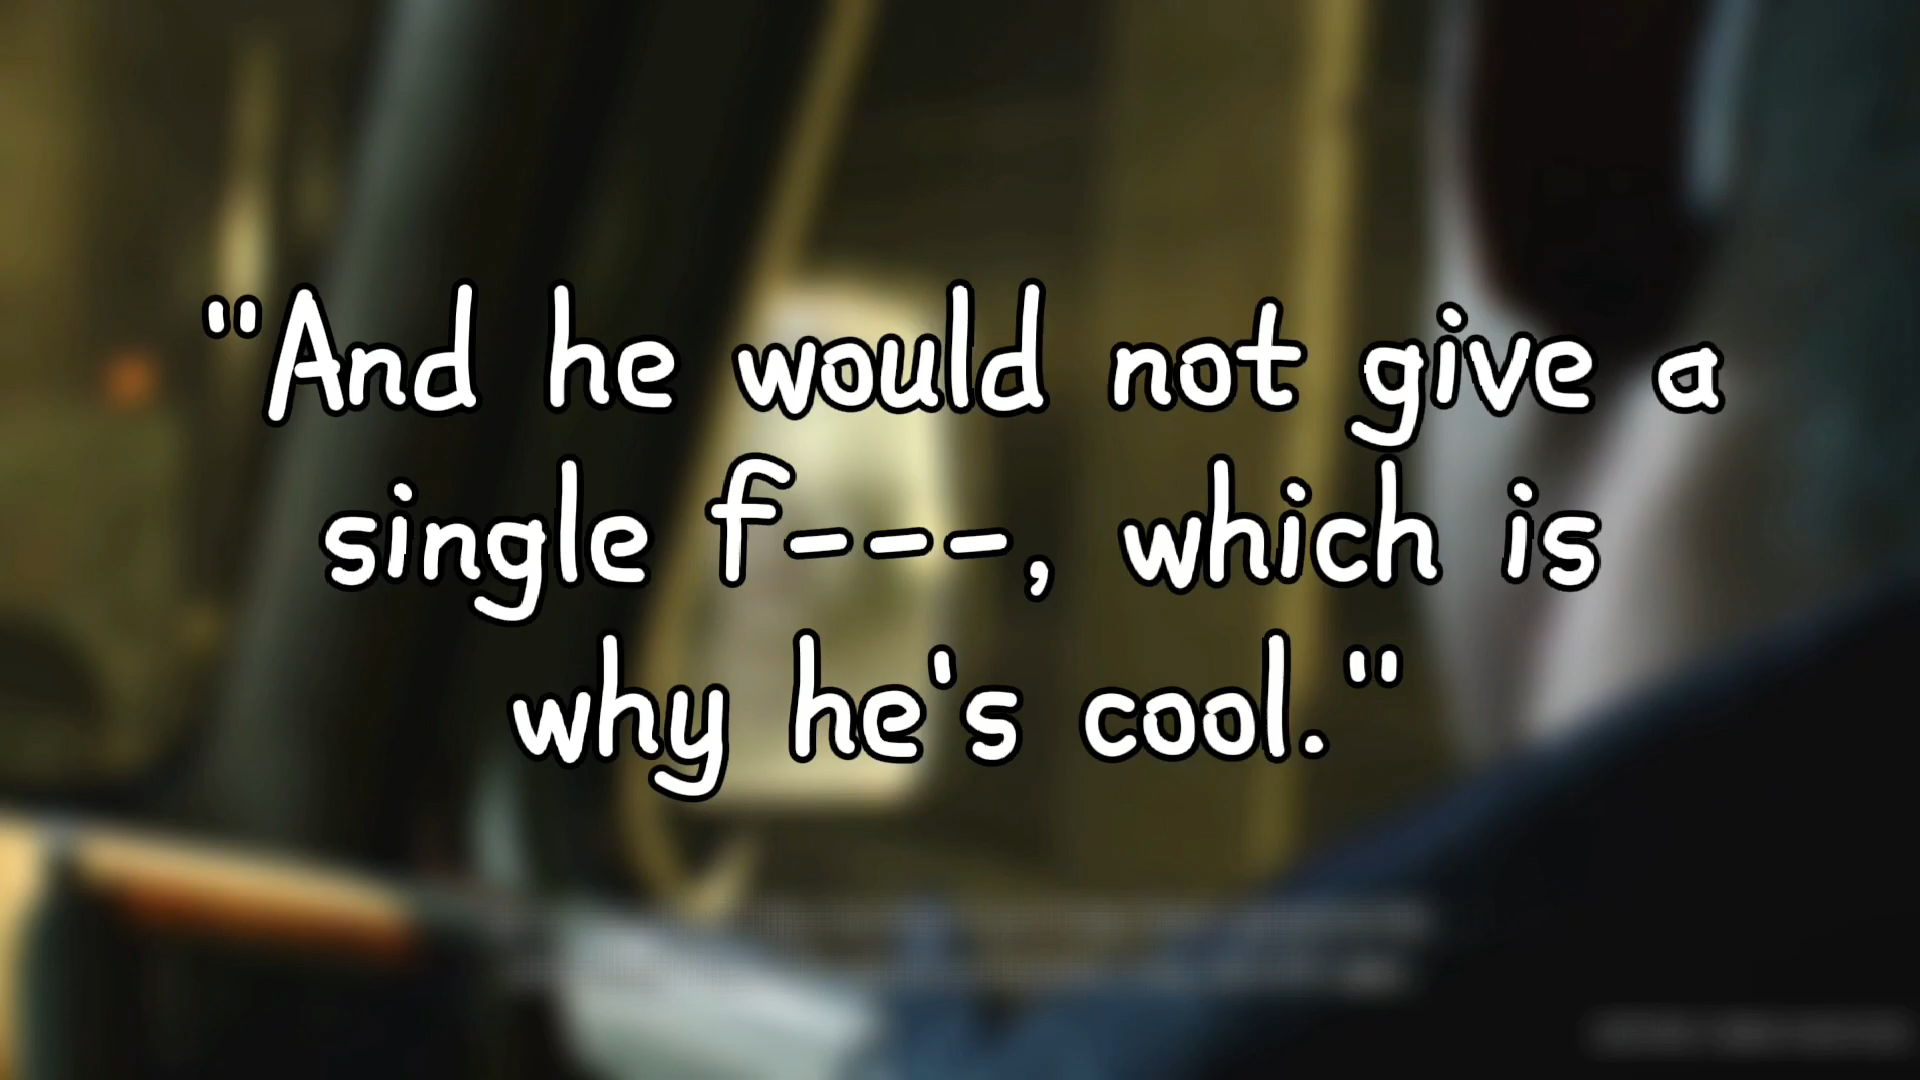 "And he would not give a
single f---, which is
why he's cool."